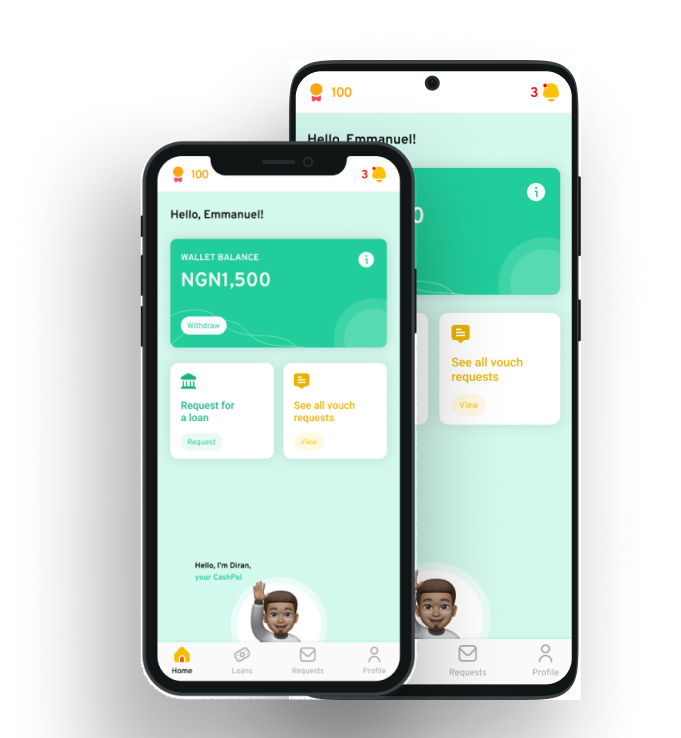 100
3
Hello, Emmanuel!
WALLET BALANCE
NGN1,500
Withdraw
Request for
a loan
Request
See all vouch
requests
View
Hello, I'm Diran,
your CashPal
Home
Loans
Requests
Profile
100
3
Hello, Emmanuel!
0
See all vouch
requests
View
Requests
Profile